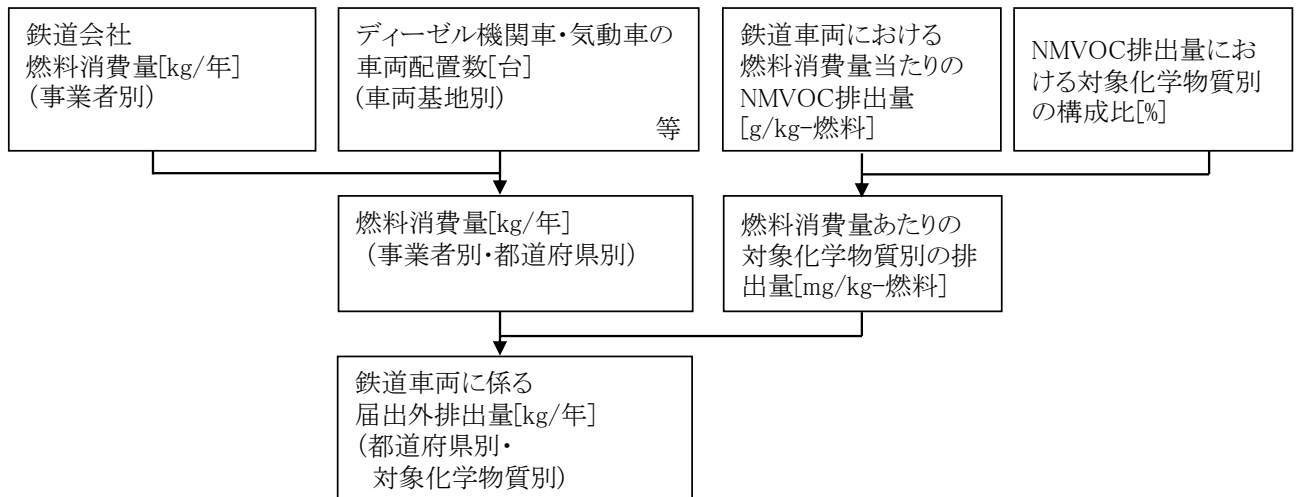 鉄道会社
燃料消費量[kg/年]
（事業者別）
ディーゼル機関車・気動車の
車両配置数[台]
（車両基地別）
等
鉄道車両における
燃料消費量当たりの
NMVOC排出量
[g/kg-燃料]
NMVOC排出量にお
ける対象化学物質別
の構成比[%]
燃料消費量[kg/年]
（事業者別・都道府県別）
燃料消費量あたりの
対象化学物質別の排
出量[mg/kg-燃料]
鉄道車両に係る
届出外排出量[kg/年]
（都道府県別・
対象化学物質別）